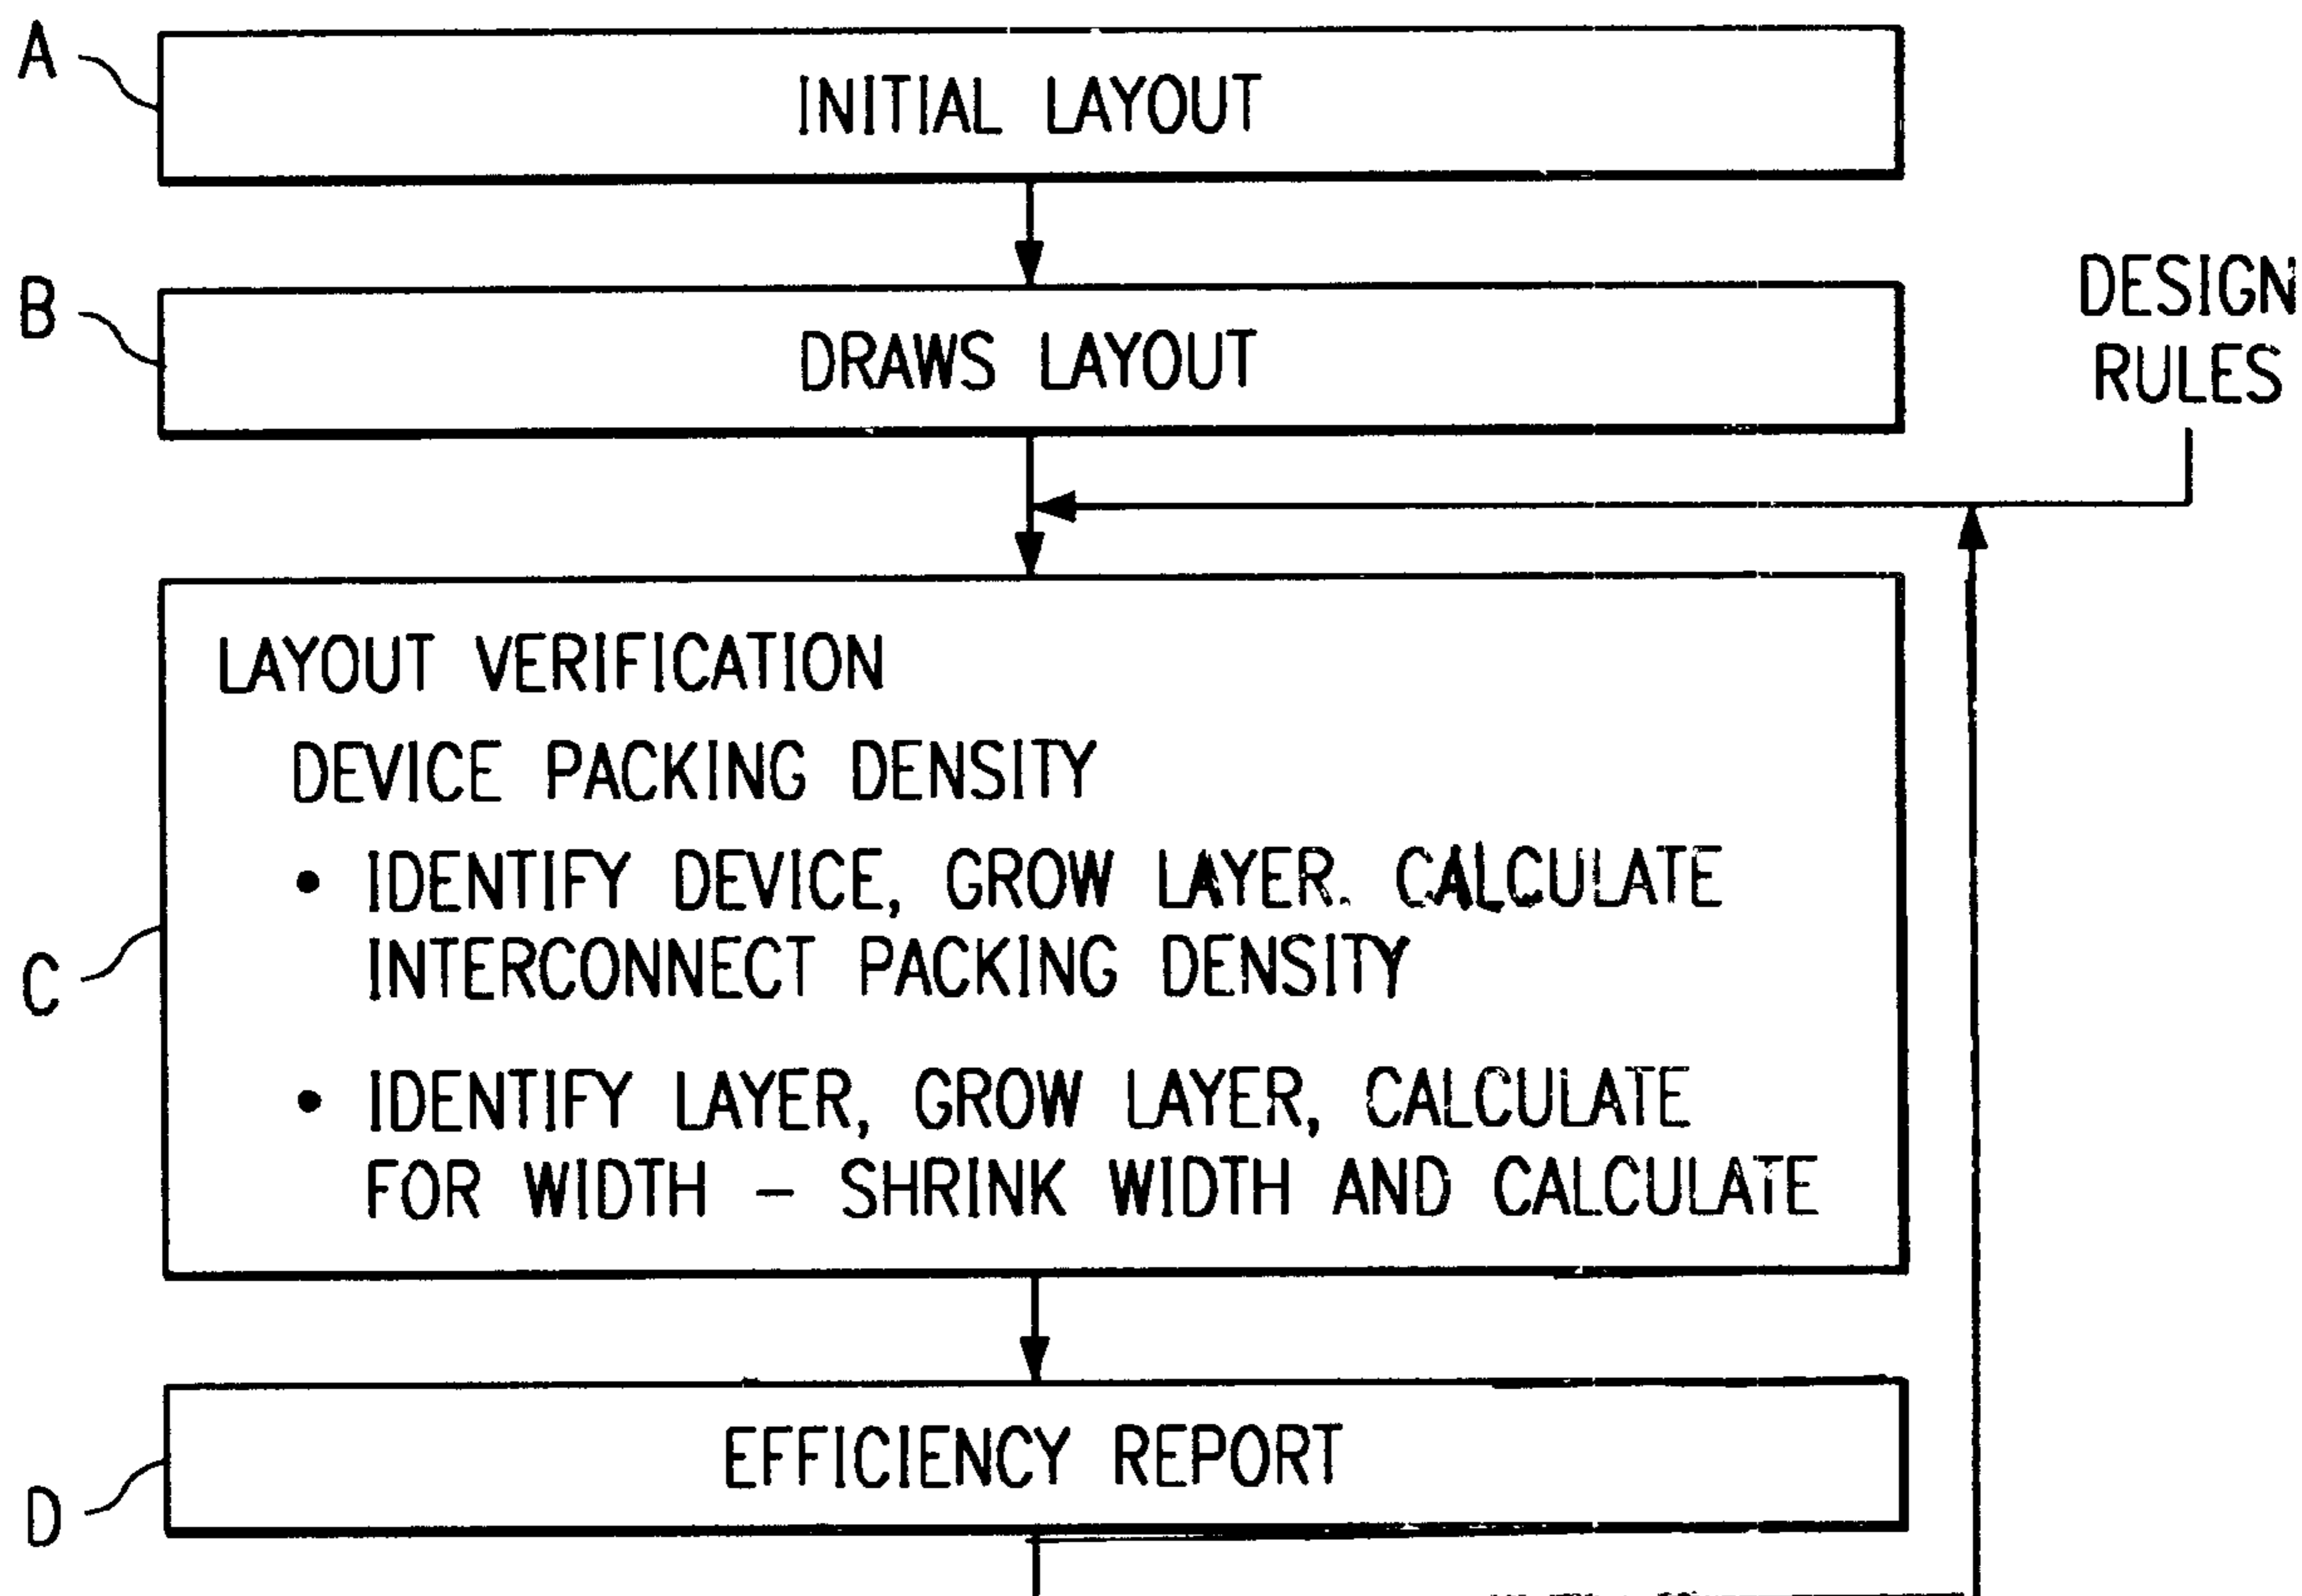 A
INITIAL LAYOUT
B
DRAWS LAYOUT
DESIGN
RULES
C
LAYOUT VERIFICATION
DEVICE PACKING DENSITY
• IDENTIFY DEVICE, GROW LAYER. CALCULATE
INTERCONNECT PACKING DENSITY
• IDENTIFY LAYER, GROW LAYER, CALCULATE
FOR WIDTH – SHRINK WIDTH AND CALCULATE
D
EFFICIENCY REPORT